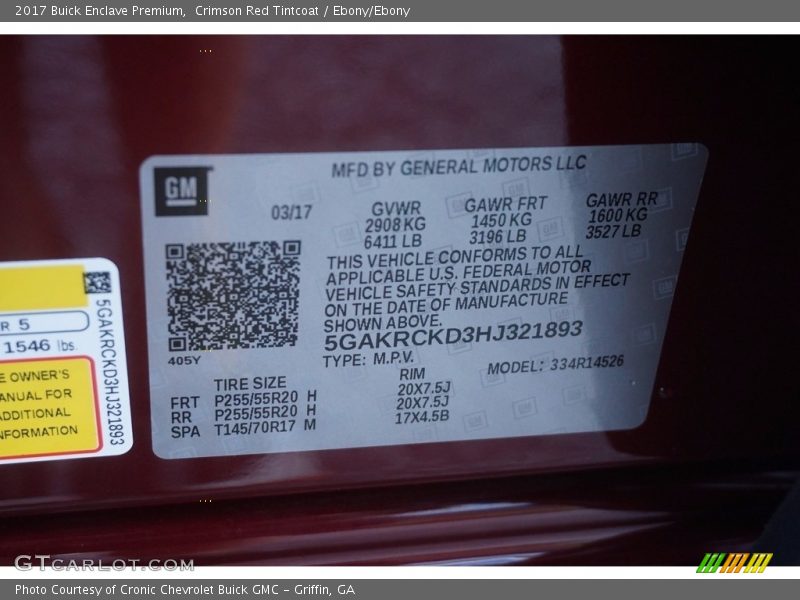 2017 Buick Enclave Premium,  Crimson Red Tintcoat / Ebony/Ebony
MFD BY GENERAL MOTORS LLC
GM
03/17
GVWR GAWR FRT GAWR RR
2908 KG 1450 KG 1600 KG
6411 LB 3196 LB 3527 LB
THIS VEHICLE CONFORMS TO ALL
APPLICABLE U.S. FEDERAL MOTOR
VEHICLE SAFETY STANDARDS IN EFFECT
ON THE DATE OF MANUFACTURE
SHOWN ABOVE.
5GAKRCKD3HJ321893
405Y
TYPE: M.P.V. MODEL: 334R14526
TIRE SIZE RIM
FRT P255/55R20 H 20X7.5J
RR P255/55R20 H 20X7.5J
SPA T145/70R17 M 17X4.5B
R 5
1546 lbs.
E OWNER'S
ANUAL FOR
ADDITIONAL
NFORMATION
5GAKRCKD3HJ321893
GTCARLOT.COM
Photo Courtesy of Cronic Chevrolet Buick GMC - Griffin, GA